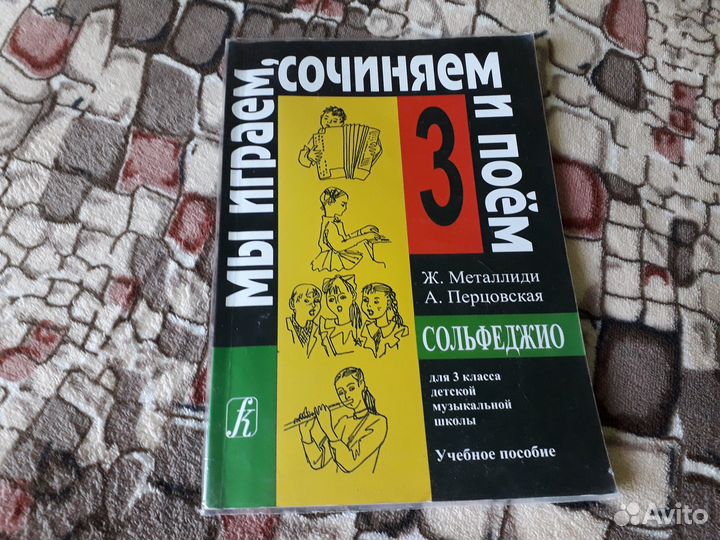 Мы играем,
сочиняем
и поём
3
Ж. Металлиди
А. Перцовская
СОЛЬФЕДЖИО
для 3 класса
детской
музыкальной
школы
Учебное пособие
k
Avito